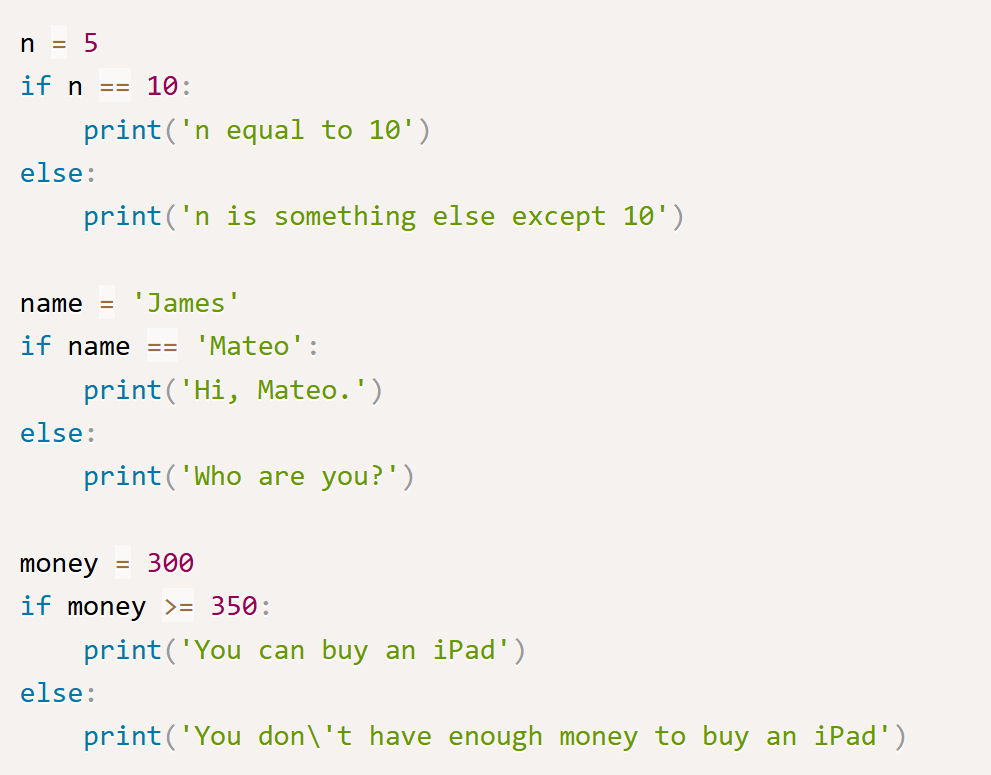 n = 5
if n == 10:
    print('n equal to 10')
else:
    print('n is something else except 10')

name = 'James'
if name == 'Mateo':
    print('Hi, Mateo.')
else:
    print('Who are you?')

money = 300
if money >= 350:
    print('You can buy an iPad')
else:
    print('You don\'t have enough money to buy an iPad')